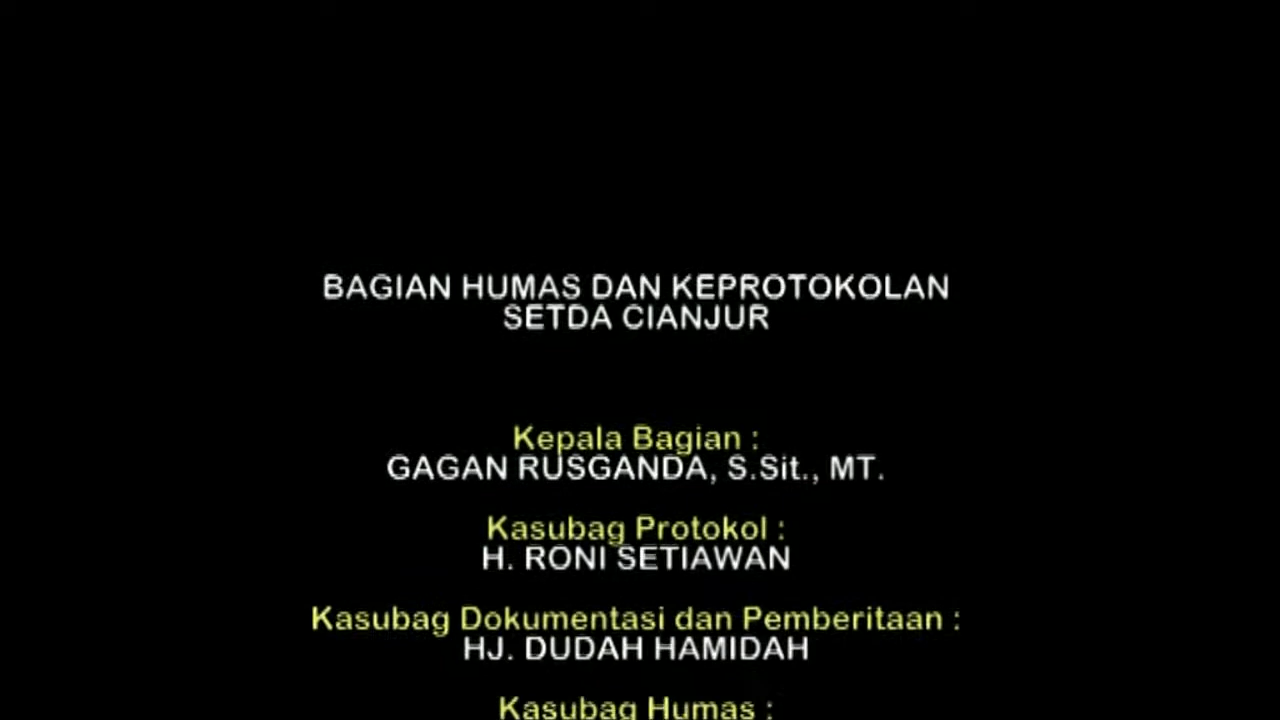 BAGIAN HUMAS DAN KEPROTOKOLAN
SETDA CIANJUR
Kepala Bagian :
GAGAN RUSGANDA, S.Sit., MT.
Kasubag Protokol :
H. RONI SETIAWAN
Kasubag Dokumentasi dan Pemberitaan :
HJ. DUDAH HAMIDAH
Kasubag Humas :